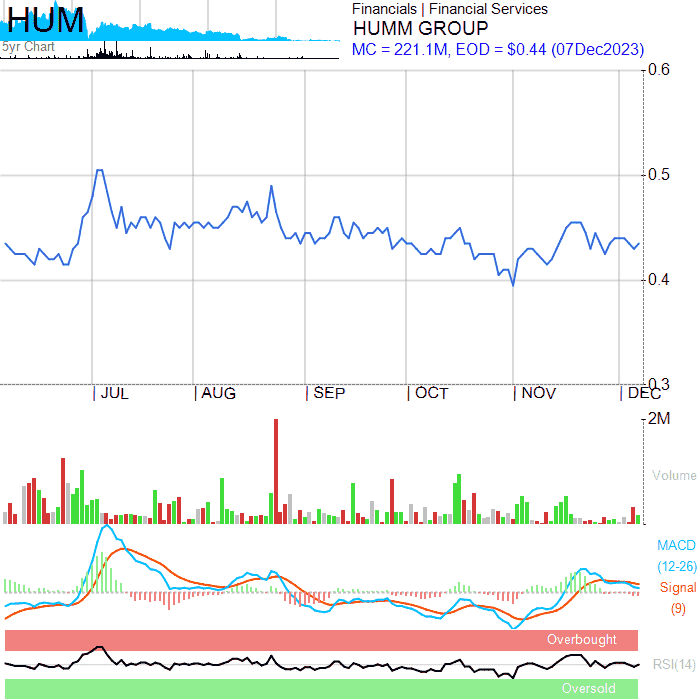 HUM
5yr Chart
Financials | Financial Services
HUMM GROUP
MC = 221.1M, EOD = $0.44 (07Dec2023)
0.6
0.5
0.4
0.3
JUL
AUG
SEP
OCT
NOV
DEC
2M
Volume
MACD
(12-26)
Signal
(9)
Overbought
RSI(14)
Oversold